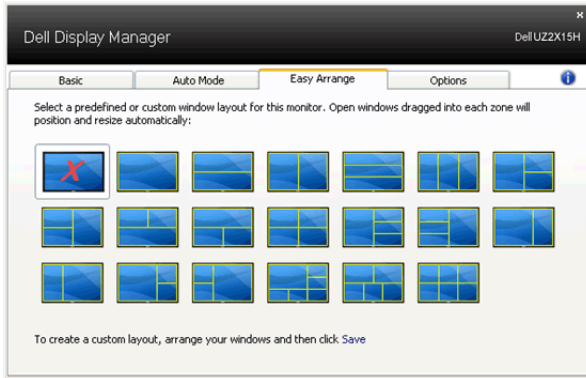 Dell Display Manager
Dell UZ2X15H
Basic
Auto Mode
Easy Arrange
Options
Select a predefined or custom window layout for this monitor. Open windows dragged into each zone will
position and resize automatically:
To create a custom layout, arrange your windows and then click Save